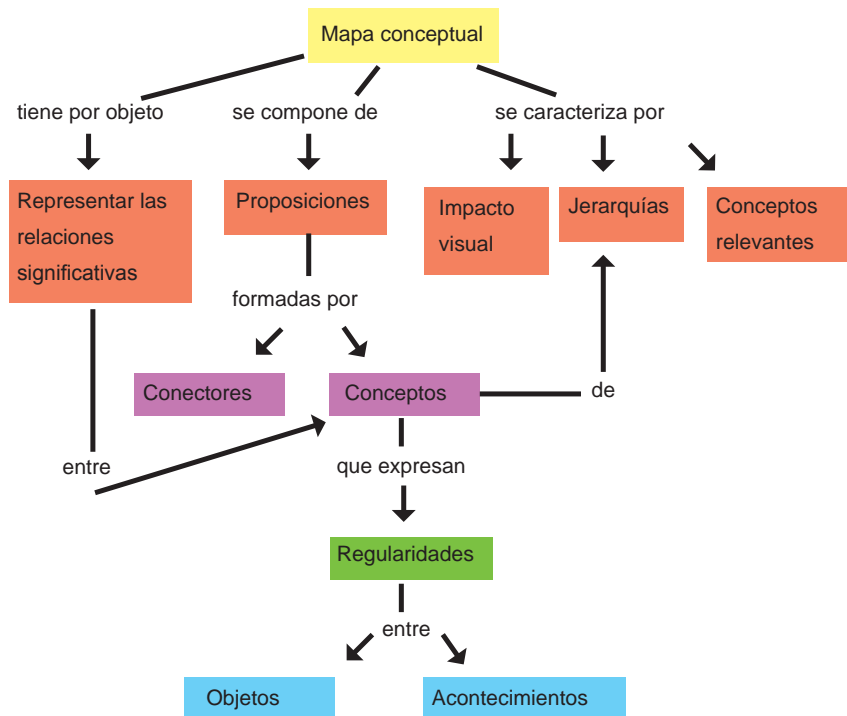 Mapa conceptual
tiene por objeto
se compone de
se caracteriza por
Representar las
relaciones
significativas
Proposiciones
Impacto
visual
Jerarquías
Conceptos
relevantes
formadas por
Conectores
Conceptos
de
entre
que expresan
Regularidades
entre
Objetos
Acontecimientos